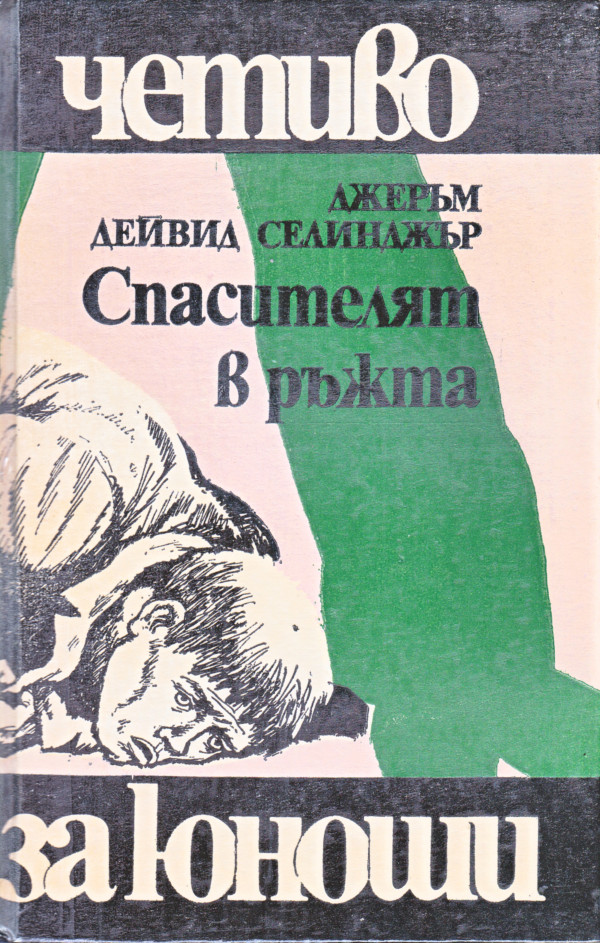 четиво
ДЖЕРЪМ
ДЕЙВИД СЕЛИНДЖЪР
Спасителят
в ръжта
за юноши